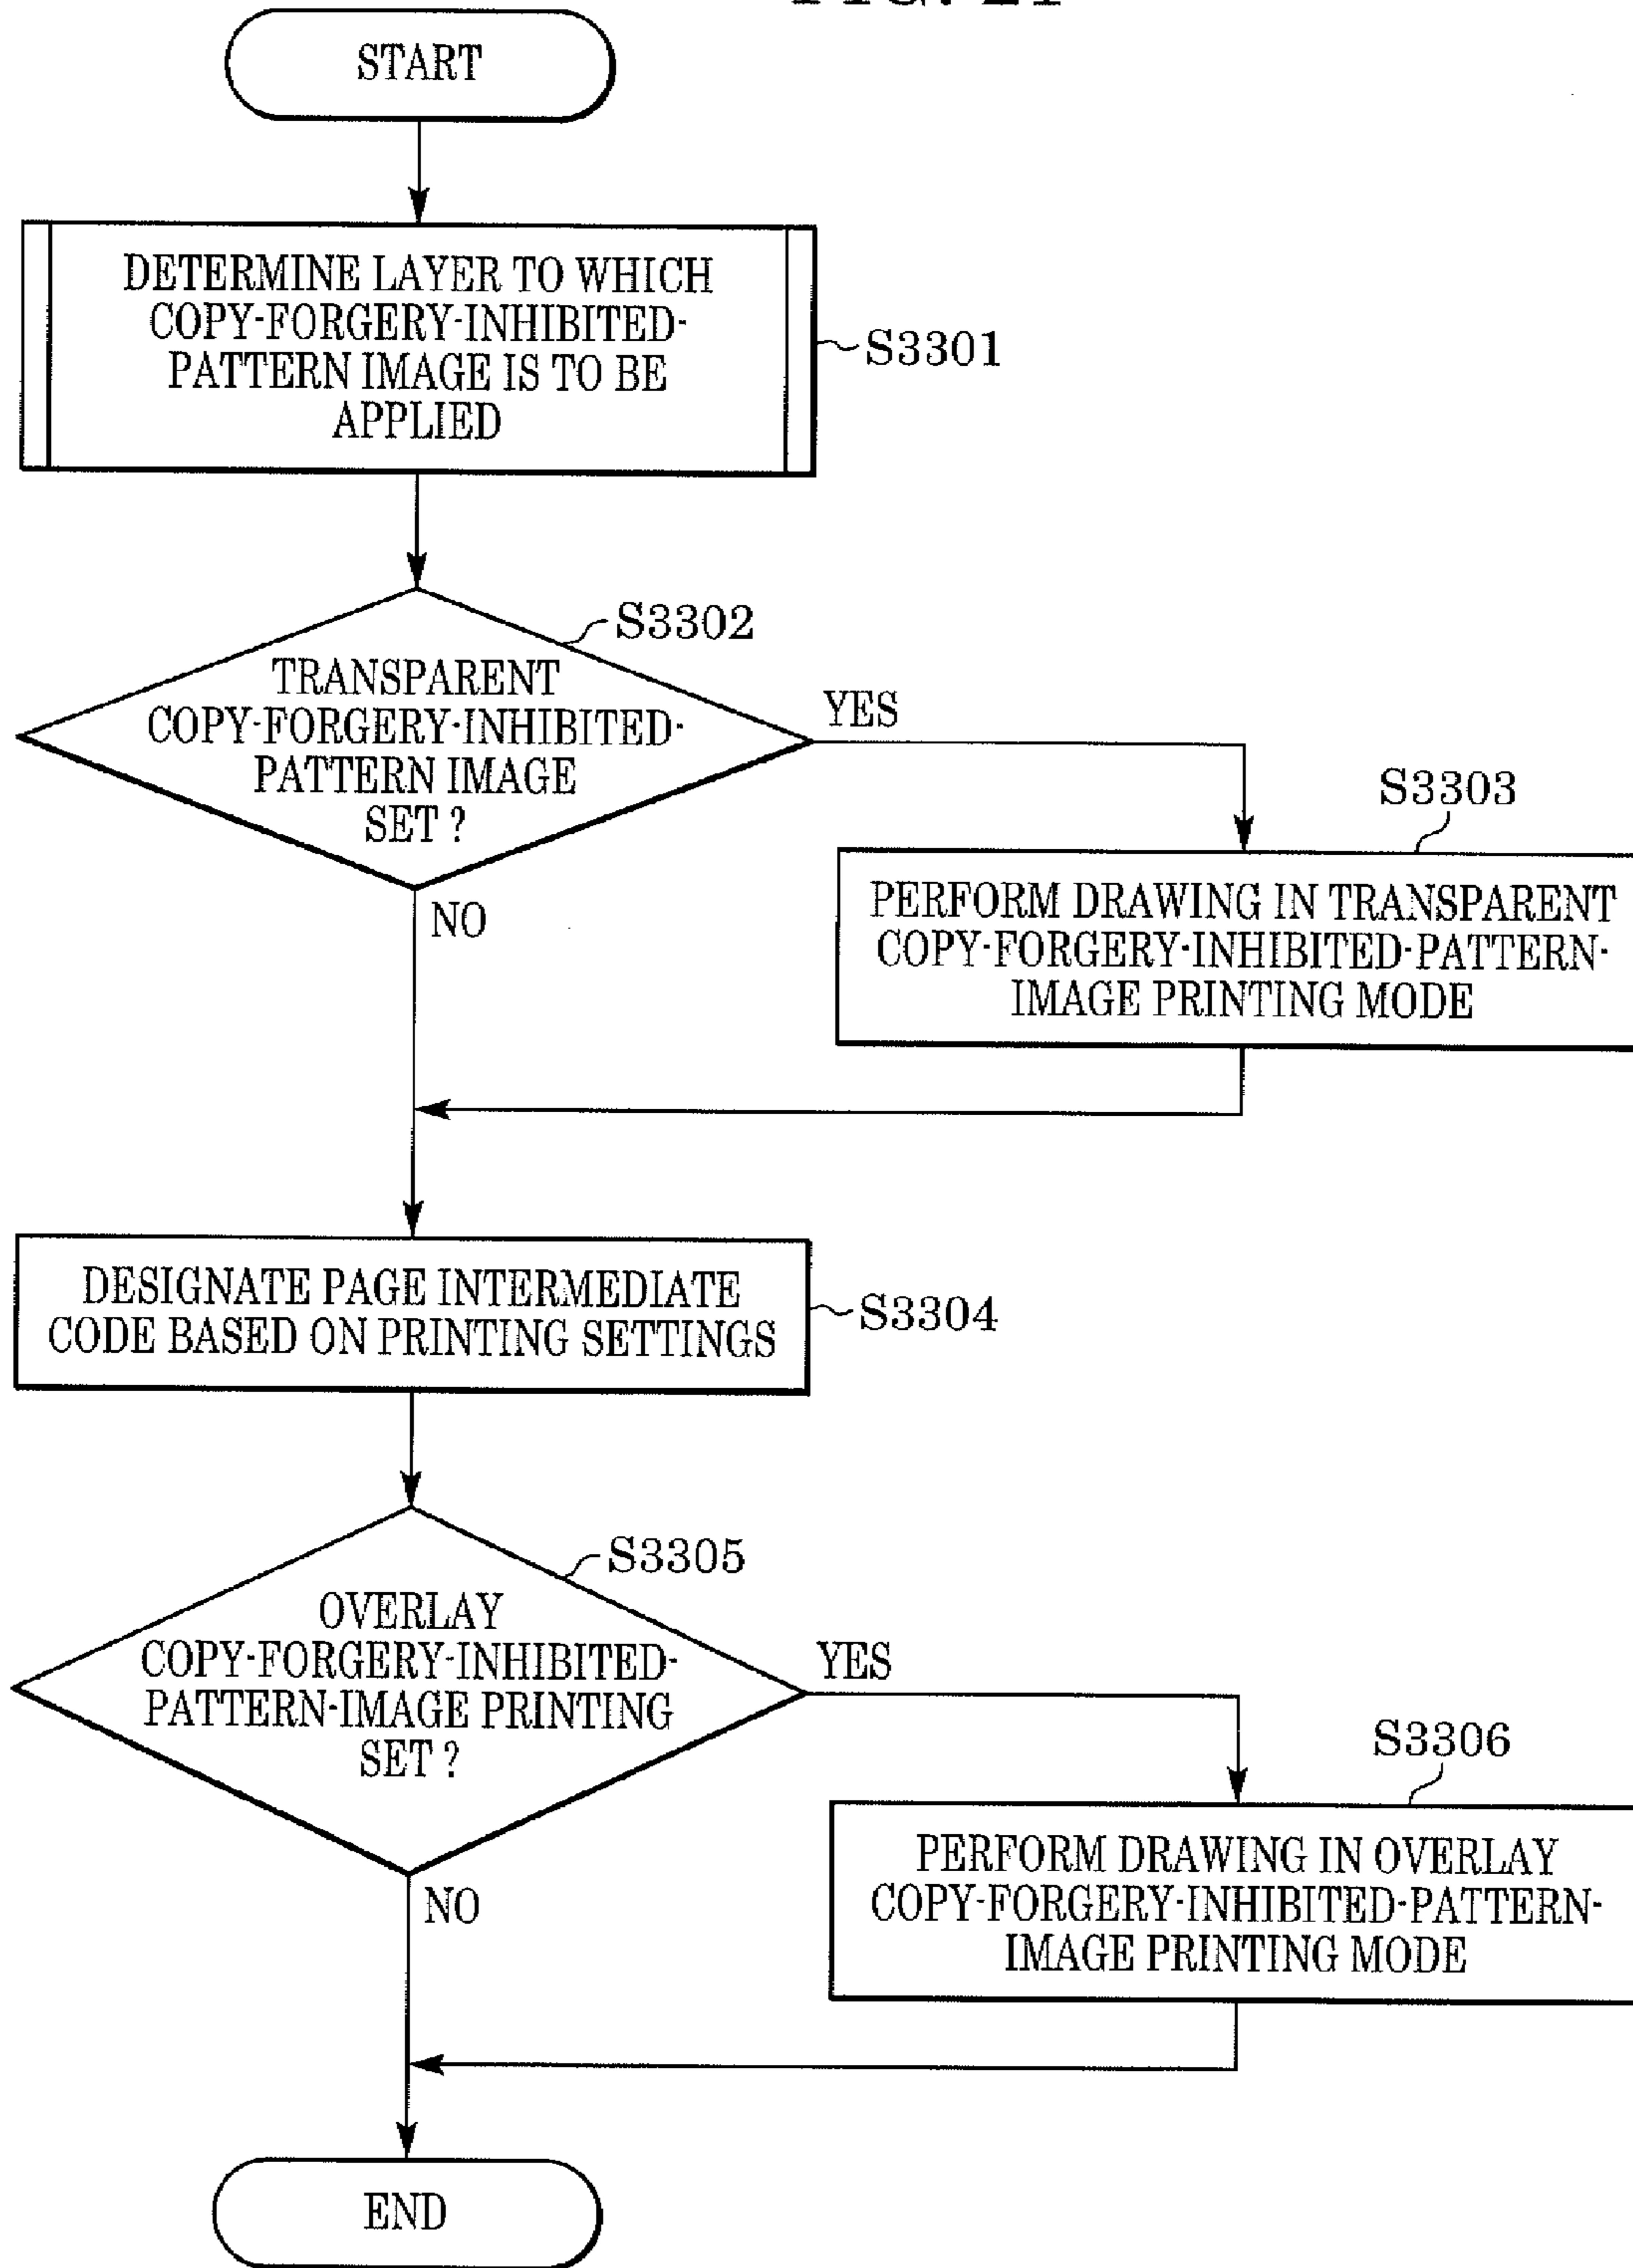 START
DETERMINE LAYER TO WHICH
COPY-FORGERY-INHIBITED-
PATTERN IMAGE IS TO BE
APPLIED
S3301
S3302
TRANSPARENT
COPY-FORGERY-INHIBITED-
PATTERN IMAGE
SET ?
YES
NO
S3303
PERFORM DRAWING IN TRANSPARENT
COPY-FORGERY-INHIBITED-PATTERN-
IMAGE PRINTING MODE
DESIGNATE PAGE INTERMEDIATE
CODE BASED ON PRINTING SETTINGS
S3304
S3305
OVERLAY
COPY-FORGERY-INHIBITED-
PATTERN-IMAGE PRINTING
SET ?
YES
NO
S3306
PERFORM DRAWING IN OVERLAY
COPY-FORGERY-INHIBITED-PATTERN-
IMAGE PRINTING MODE
END